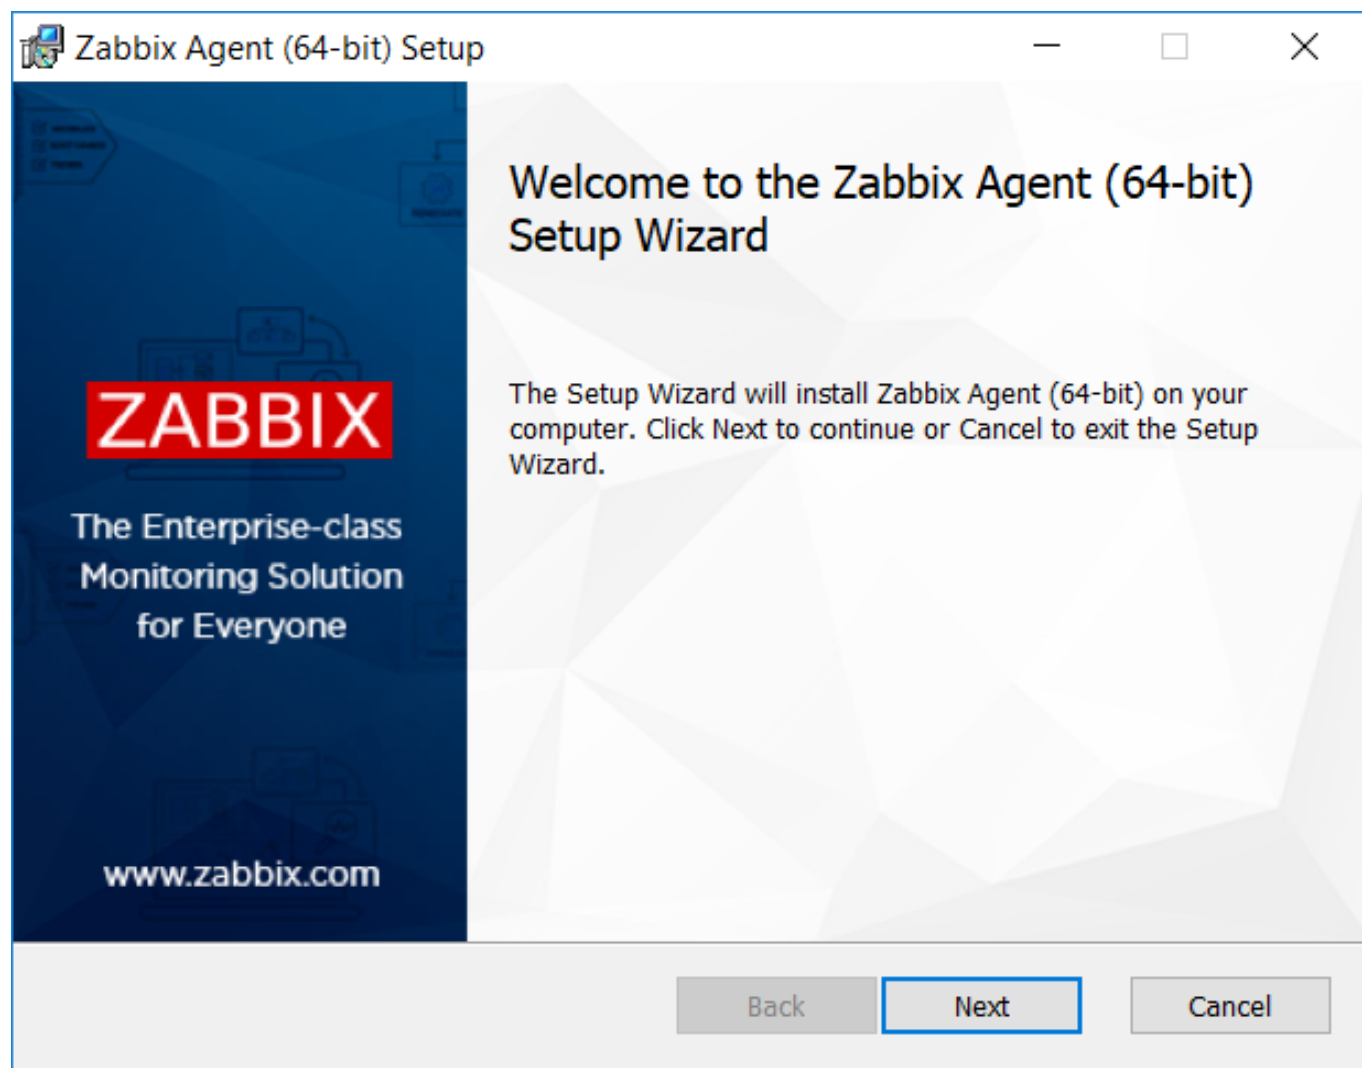 Zabbix Agent (64-bit) Setup
Welcome to the Zabbix Agent (64-bit)
Setup Wizard
The Setup Wizard will install Zabbix Agent (64-bit) on your
computer. Click Next to continue or Cancel to exit the Setup
Wizard.
ZABBIX
The Enterprise-class
Monitoring Solution
for Everyone
www.zabbix.com
Back
Next
Cancel